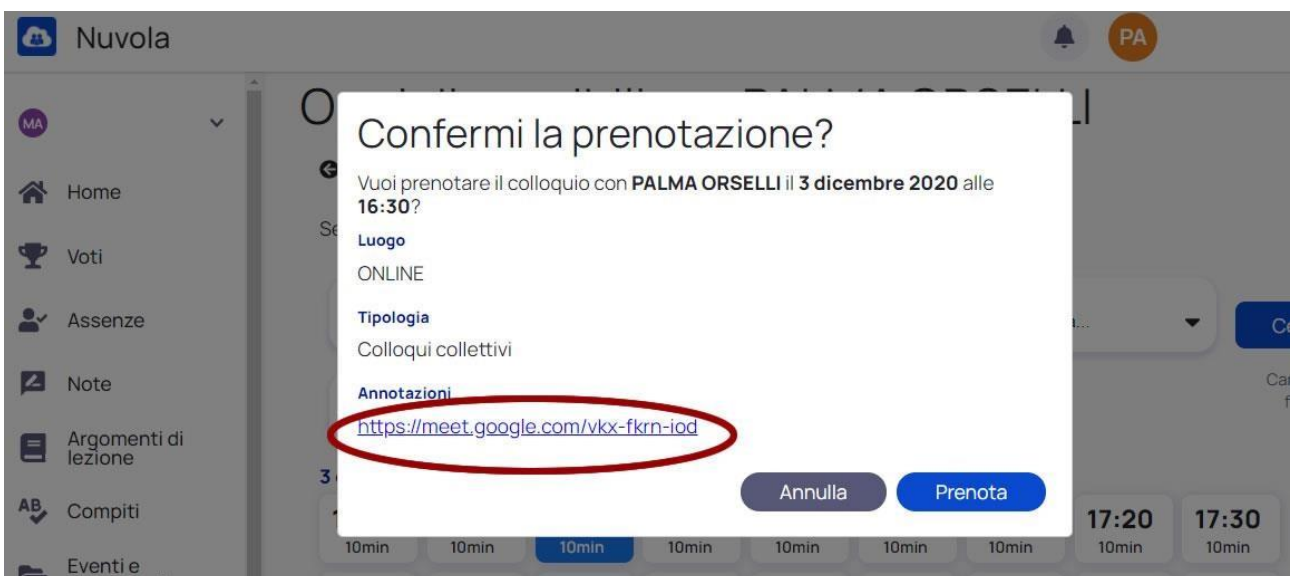 Nuvola
PA
MA
Home
Voti
Assenze
Note
Argomenti di
lezione
Compiti
Eventi e
PALMA ORSELLI
Confermi la prenotazione?
Vuoi prenotare il colloquio con PALMA ORSELLI il 3 dicembre 2020 alle
16:30?
Luogo
ONLINE
Tipologia
Colloqui collettivi
Annotazioni
https://meet.google.com/vkx-fkrn-iod
Annulla
Prenota
3
17:20
17:30
10min
10min
10min
10min
10min
10min
10min
10min
10min